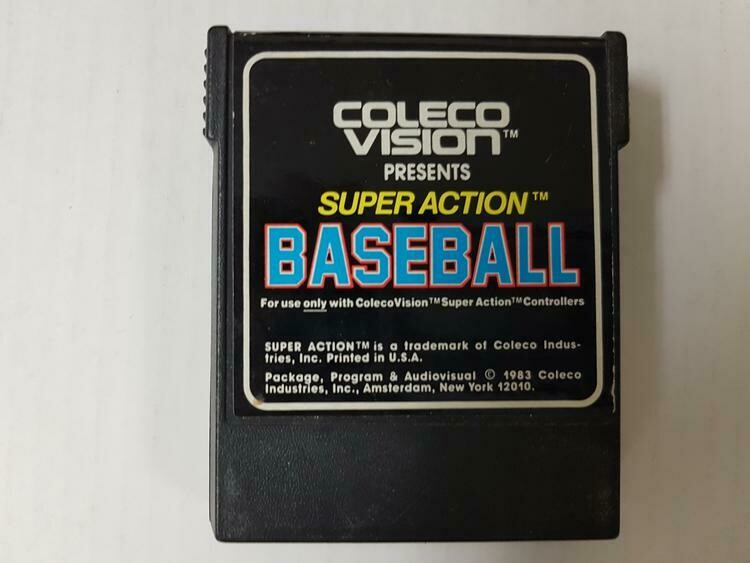 COLECO
VISION™
PRESENTS
SUPER ACTION™
BASEBALL
For use only with ColecoVision™ Super Action™ Controllers
SUPER ACTION™ is a trademark of Coleco Indus-
tries, Inc. Printed in U.S.A.
Package, Program & Audiovisual © 1983 Coleco
Industries, Inc., Amsterdam, New York 12010.